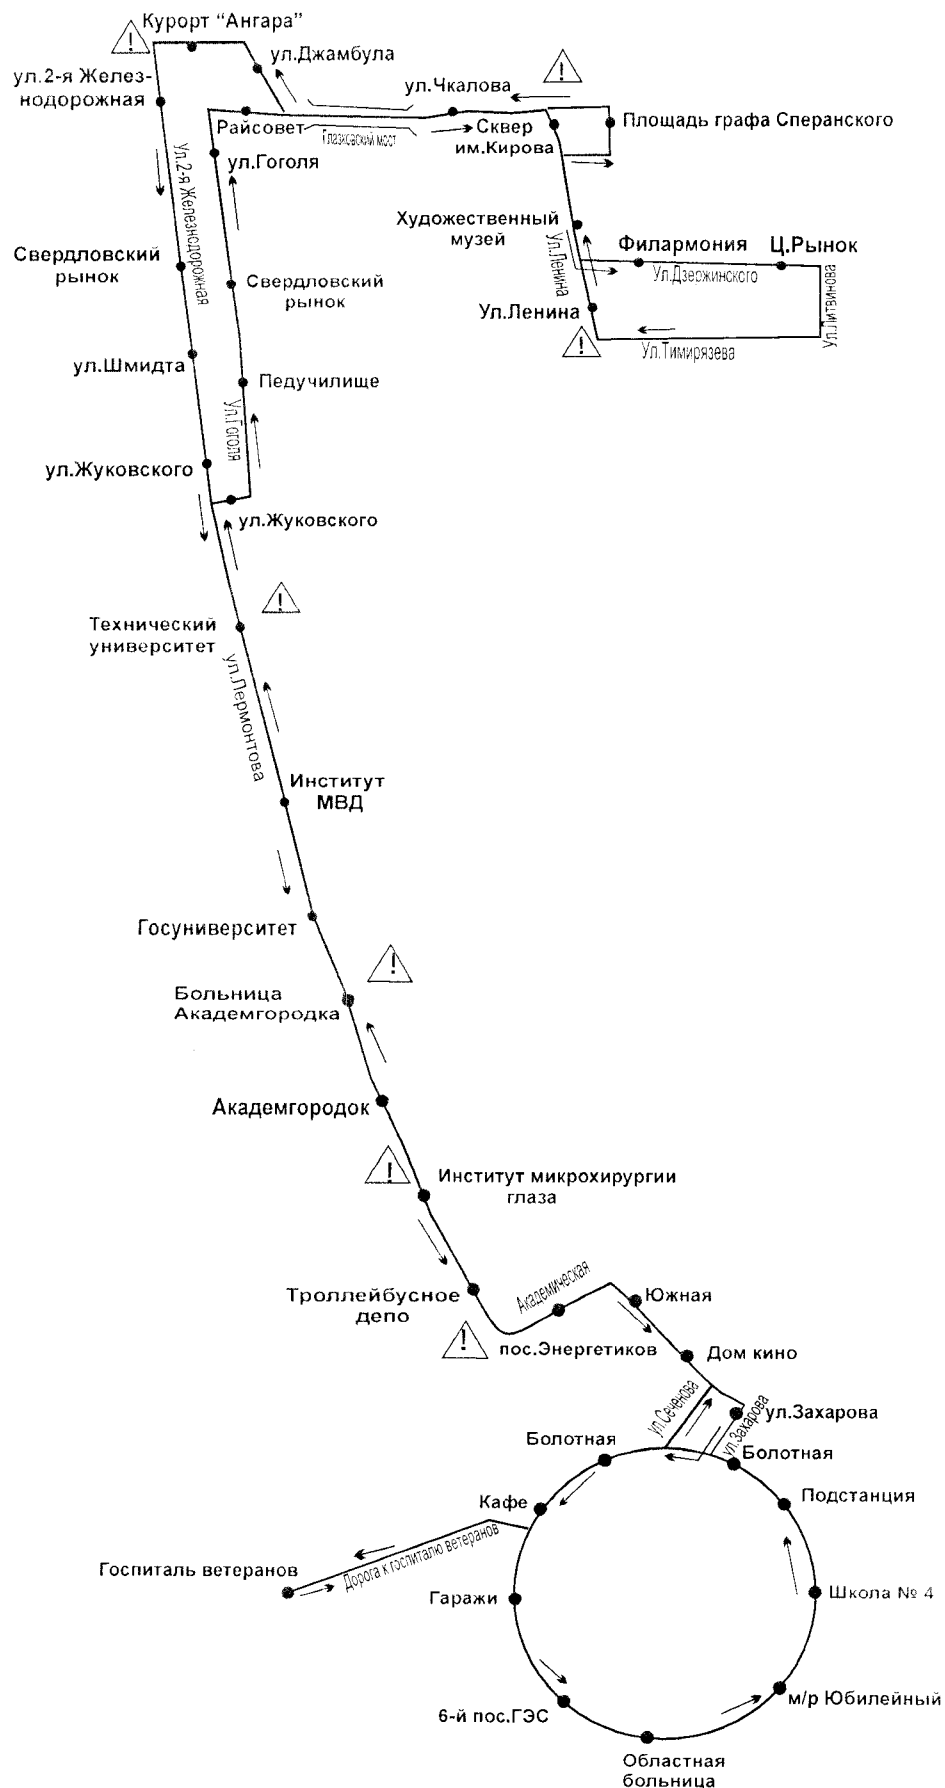 Курорт "Ангара"
!
ул.Джамбула
ул.2-я Желез-
нодорожная
ул.Чкалова
!
Райсовет
Глазковский мост
Сквер
им.Кирова
Площадь графа Сперанского
ул.Гоголя
Ул.2-я Железнодорожная
Художественный
музей
Ул.Ленина
Филармония
Ц.Рынок
Ул.Дзержинского
Ул.Литвинова
Свердловский
рынок
Свердловский
рынок
Ул.Ленина
!
Ул.Тимирязева
ул.Шмидта
Педучилище
Ул.Гоголя
ул.Жуковского
ул.Жуковского
!
Технический
университет
ул.Лермонтова
Институт
МВД
Госуниверситет
!
Больница
Академгородка
Академгородок
!
Институт микрохирургии
глаза
Троллейбусное
депо
!
Академическая
Южная
пос.Энергетиков
Дом кино
ул.Сеченова
ул.Захарова
ул.Захарова
Болотная
Болотная
Кафе
Подстанция
Госпиталь ветеранов
Дорога к госпиталю ветеранов
Гаражи
Школа № 4
6-й пос.ГЭС
м/р Юбилейный
Областная
больница